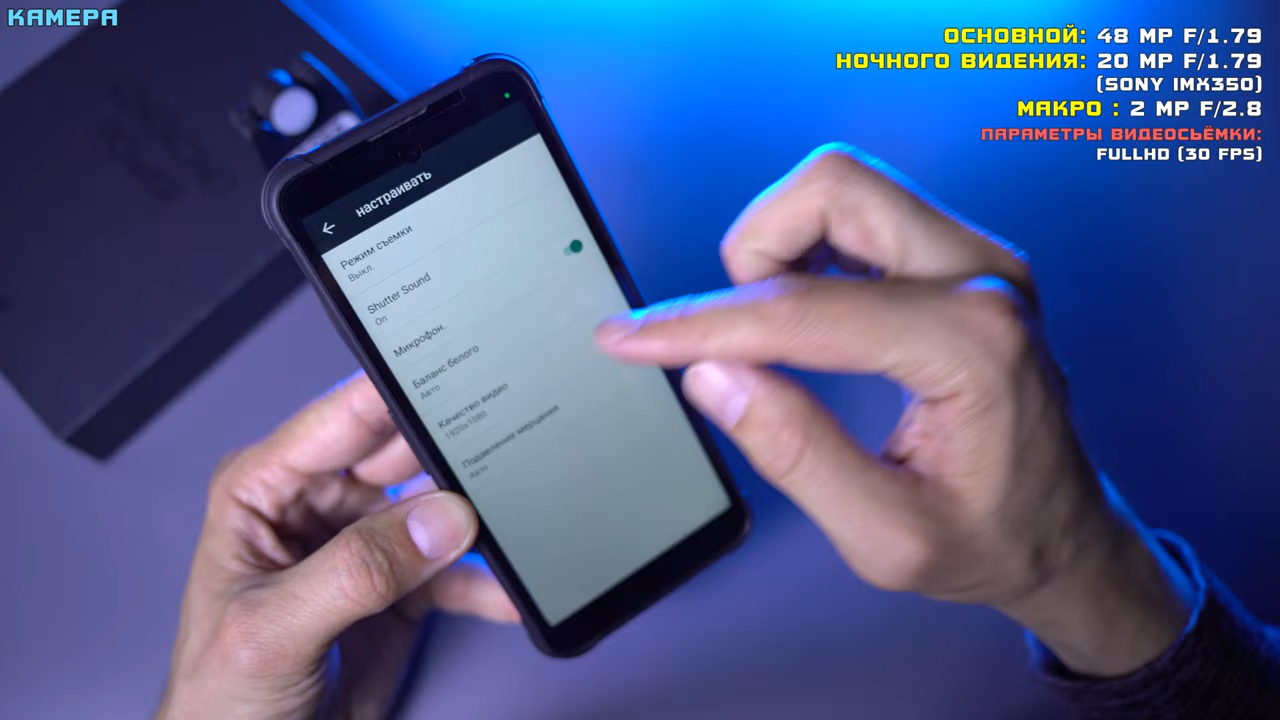 КАМЕРА
ОСНОВНОЙ: 48 MP F/1.79
НОЧНОГО ВИДЕНИЯ: 20 MP F/1.79
(SONY IMX350)
МАКРО : 2 MP F/2.8
ПАРАМЕТРЫ ВИДЕОСЬЁМКИ:
FULLHD (30 FPS)
настраивать
Режим съемки
Выкл.
Shutter Sound
On
Микрофон.
Баланс белого
Авто
Качество видео
1920x1080
Подавление мерцания
Авто